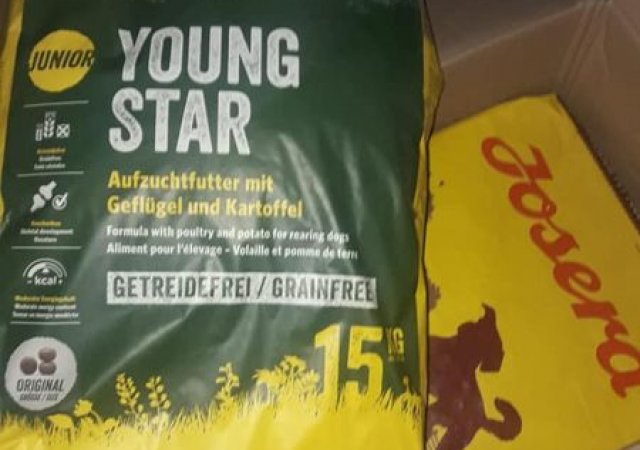 JUNIOR
YOUNG
STAR
Aufzuchtfutter mit
Geflügel und Kartoffel
Formula with poultry and potato for rearing dogs
Aliment pour l'élevage - Volaille et pomme de terre
GETREIDEFREI / GRAINFREE
- kcal +
15 KG
ORIGINAL
Josera